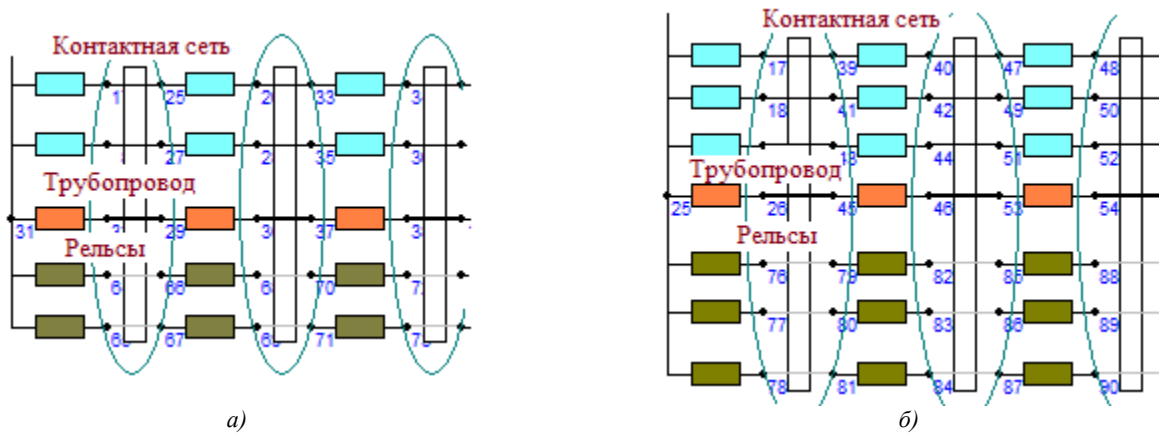 Контактная сеть
25 33
27 35
Трубопровод
31 29 37
Рельсы
66 70
67 71
а)
Контактная сеть
17 39 40 47 48
18 41 42 49 50
44 51 52
Трубопровод
25 26 45 46 53 54
Рельсы
76 79 82 85 88
77 80 83 86 89
78 81 84 87 90
б)